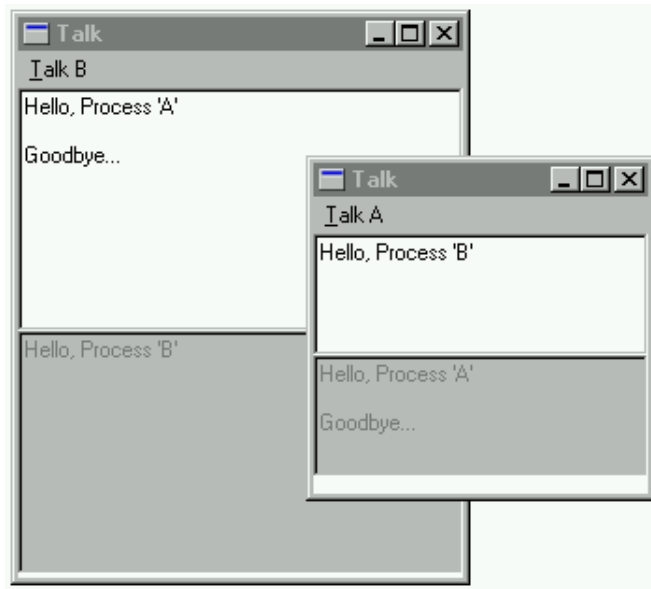 Talk
Talk B
Hello, Process 'A'
Goodbye...
Hello, Process 'B'
Talk
Talk A
Hello, Process 'B'
Hello, Process 'A'
Goodbye...